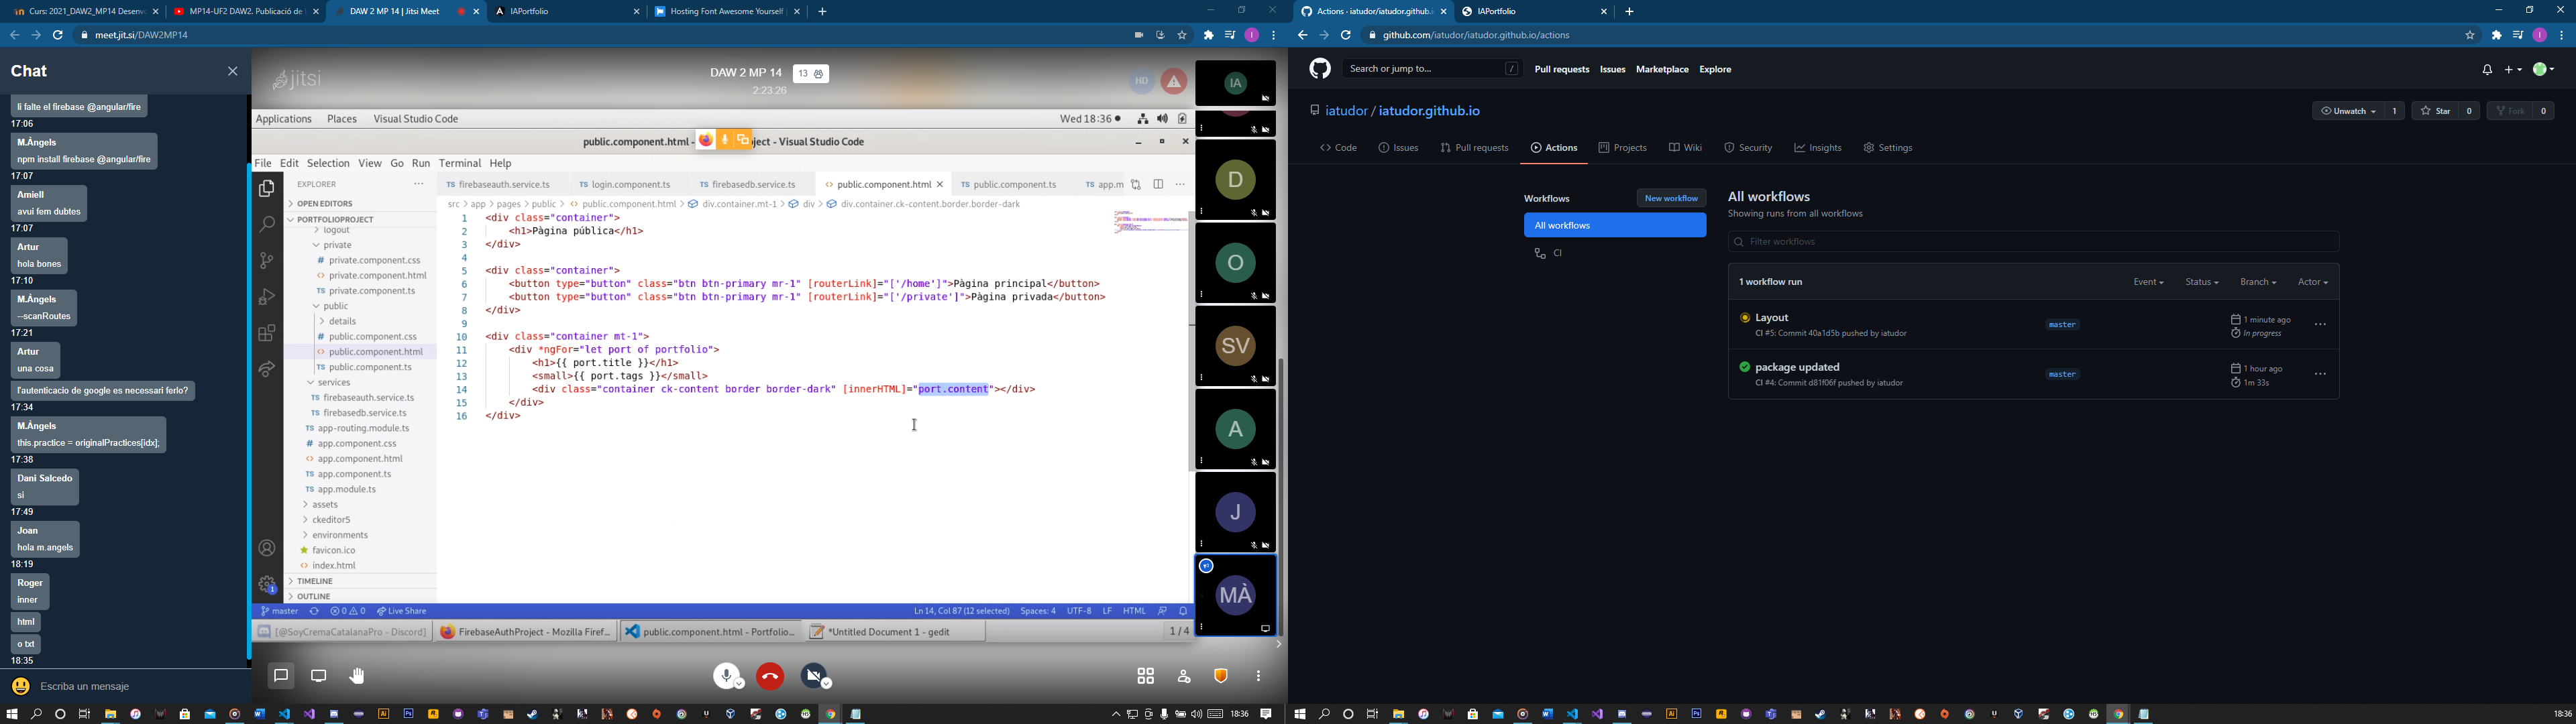 Curs: 2021_DAW2_MP14 Desenv
MP14-UF2 DAW2. Publicació de
DAW 2 MP 14 | Jitsi Meet
IAPortfolio
Hosting Font Awesome Yourself
meet.jit.si/DAW2MP14
Chat
li falte el firebase @angular/fire
17:06
M.Àngels
npm install firebase @angular/fire
17:07
Amiell
avui fem dubtes
17:07
Artur
hola bones
17:10
M.Àngels
--scanRoutes
17:21
Artur
una cosa
l'autenticacio de google es necessari ferlo?
17:34
M.Àngels
this.practice = originalPractices[idx];
17:38
Dani Salcedo
si
17:49
Joan
hola m.angels
18:19
Roger
inner
html
o txt
18:35
Escriba un mensaje
jitsi
DAW 2 MP 14
13
2:23:26
HD
Applications Places Visual Studio Code
Wed 18:36
public.component.html - ject - Visual Studio Code
File Edit Selection View Go Run Terminal Help
EXPLORER
OPEN EDITORS
PORTFOLIOPROJECT
logout
private
private.component.css
private.component.html
TS private.component.ts
public
details
public.component.css
public.component.html
TS public.component.ts
services
TS firebaseauth.service.ts
TS firebasedb.service.ts
TS app-routing.module.ts
# app.component.css
app.component.html
TS app.component.ts
TS app.module.ts
assets
ckeditor5
environments
favicon.ico
index.html
TIMELINE
OUTLINE
TS firebaseauth.service.ts
TS login.component.ts
TS firebasedb.service.ts
public.component.html
TS public.component.ts
TS app.m
src > app > pages > public > public.component.html > div.container.mt-1 > div > div.container.ck-content.border.border-dark
1 <div class="container">
2 <h1>Pàgina pública</h1>
3 </div>
4
5 <div class="container">
6 <button type="button" class="btn btn-primary mr-1" [routerLink]="['/home']">Pàgina principal</button>
7 <button type="button" class="btn btn-primary mr-1" [routerLink]="['/private']">Pàgina privada</button>
8 </div>
9
10 <div class="container mt-1">
11 <div *ngFor="let port of portfolio">
12 <h1>{{ port.title }}</h1>
13 <small>{{ port.tags }}</small>
14 <div class="container ck-content border border-dark" [innerHTML]="port.content"></div>
15 </div>
16 </div>
master
0 0
Live Share
Ln 14, Col 87 (12 selected)
Spaces: 4
UTF-8
LF
HTML
[@SoyCremaCatalanaPro - Discord]
FirebaseAuthProject - Mozilla Firef...
public.component.html - Portfolio...
*Untitled Document 1 - gedit
1 / 4
IA
D
O
SV
A
J
MÀ
18:36
Actions · iatudor/iatudor.github.i
IAPortfolio
github.com/iatudor/iatudor.github.io/actions
Search or jump to... /
Pull requests Issues Marketplace Explore
iatudor / iatudor.github.io
Unwatch 1
Star 0
Fork 0
Code
Issues
Pull requests
Actions
Projects
Wiki
Security
Insights
Settings
Workflows
New workflow
All workflows
CI
All workflows
Showing runs from all workflows
Filter workflows
1 workflow run
Event
Status
Branch
Actor
Layout
CI #5: Commit 40a1d5b pushed by iatudor
master
1 minute ago
In progress
package updated
CI #4: Commit d81f06f pushed by iatudor
master
1 hour ago
1m 33s
18:36